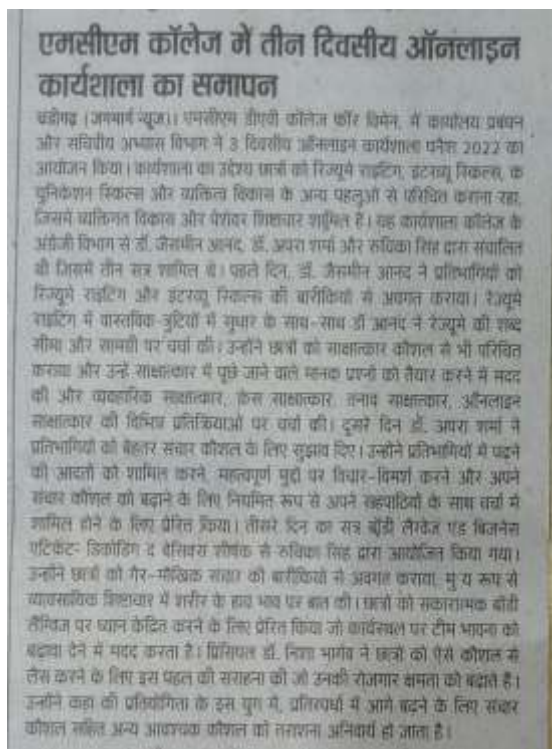 एमसीएम कॉलेज में तीन दिवसीय ऑनलाइन
कार्यशाला का समापन
चंडीगढ़ (जगमार्ग न्यूज)। एमसीएम डीएवी कॉलेज फॉर विमेन, में कार्यालय प्रबंधन
और सचिवीय अभ्यास विभाग ने 3 दिवसीय ऑनलाइन कार्यशाला 2022 का
आयोजन किया। कार्यशाला का उद्देश्य छात्रों को रिज्यूमे राइटिंग, इंटरव्यू स्किल्स, क
युनिकेशन स्किल्स और व्यक्तित्व विकास के अन्य पहलुओं से परिचित कराना रहा,
जिसमें व्यक्तिगत विकास और पेशेवर शिष्टाचार शामिल है। यह कार्यशाला कॉलेज के
अंग्रेजी विभाग से डॉ. जैसमीन आनंद, डॉ. अपरा शर्मा और रुधिका सिंह द्वारा संचालित
थी जिसमें तीन सत्र शामिल थे। पहले दिन, डॉ. जैसमीन आनंद ने प्रतिभागियों को
रिज्यूमे राइटिंग और इंटरव्यू स्किल्स की बारीकियों से अवगत कराया। रेज्यूमे
राइटिंग में वास्तविक त्रुटियों में सुधार के साथ-साथ डॉ आनंद ने रेज्यूमे की शब्द
सीमा और सामग्री पर चर्चा की। उन्होंने छात्रों को साक्षात्कार कौशल से भी परिचित
कराया और उन्हें साक्षात्कार में पूछे जाने वाले मानक प्रश्नों को तैयार करने में मदद
की और व्यवहारिक साक्षात्कार, केस साक्षात्कार, तनाव साक्षात्कार, ऑनलाइन
साक्षात्कार की विभिन्न प्रतिक्रियाओं पर चर्चा की। दूसरे दिन डॉ. अपरा शर्मा ने
प्रतिभागियों को बेहतर संचार कौशल के लिए सुझाव दिए। उन्होंने प्रतिभागियों में पढ़ने
की आदतों को शामिल करने, महत्वपूर्ण मुद्दों पर विचार-विमर्श करने और अपने
संचार कौशल को बढ़ाने के लिए नियमित रूप से अपने सहपाठियों के साथ चर्चा में
शामिल होने के लिए प्रेरित किया। तीसरे दिन का सत्र बॉडी लैंग्वेज एंड बिजनेस
एटिकेट- डिकोडिंग द बेसिक्स शीर्षक से रुधिका सिंह द्वारा आयोजित किया गया।
उन्होंने छात्रों को गैर-मौखिक संचार की बारीकियों से अवगत कराया, मु य रूप से
व्यावसायिक शिष्टाचार में शरीर के हाव भाव पर बात की। छात्रों को सकारात्मक बॉडी
लैंग्विज पर ध्यान केंद्रित करने के लिए प्रेरित किया जो कार्यस्थल पर टीम भावना को
बढ़ावा देने में मदद करता है। प्रिंसिपल डॉ. निशा भार्गव ने छात्रों को ऐसे कौशल से
लैस करने के लिए इस पहल की सराहना की जो उनकी रोजगार क्षमता को बढ़ाते हैं।
उन्होंने कहा की प्रतियोगिता के इस युग में, प्रतिस्पर्धा में आगे बढ़ने के लिए संचार
कौशल सहित अन्य आवश्यक कौशल को तराशना अनिवार्य हो जाता है।